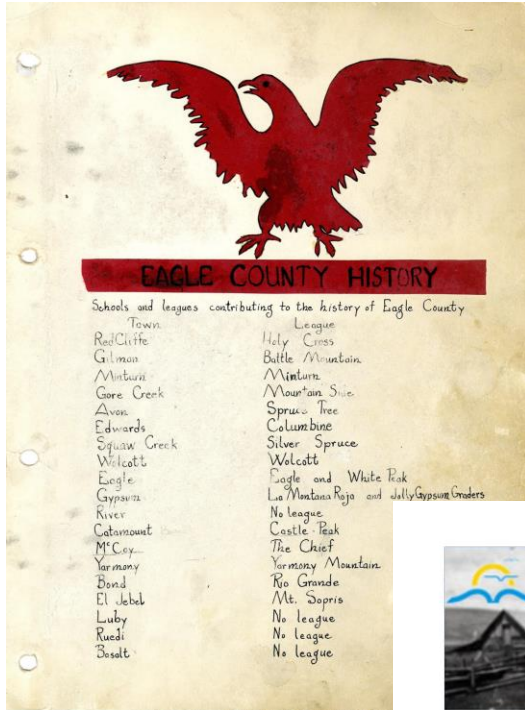 EAGLE COUNTY HISTORY
Schools and leagues contributing to the history of Eagle County
Town League
RedCliffe Holy Cross
Gilman Battle Mountain
Minturn Minturn
Gore Creek Mountain Side
Avon Spruce Tree
Edwards Columbine
Squaw Creek Silver Spruce
Wolcott Wolcott
Eagle Eagle and White Peak
Gypsum La Montana Roja and Jolly Gypsum Graders
River No league
Catamount Castle Peak
McCoy The Chief
Yarmony Yarmony Mountain
Bond Rio Grande
El Jebel Mt. Sopris
Luby No league
Ruedi No league
Basalt No league